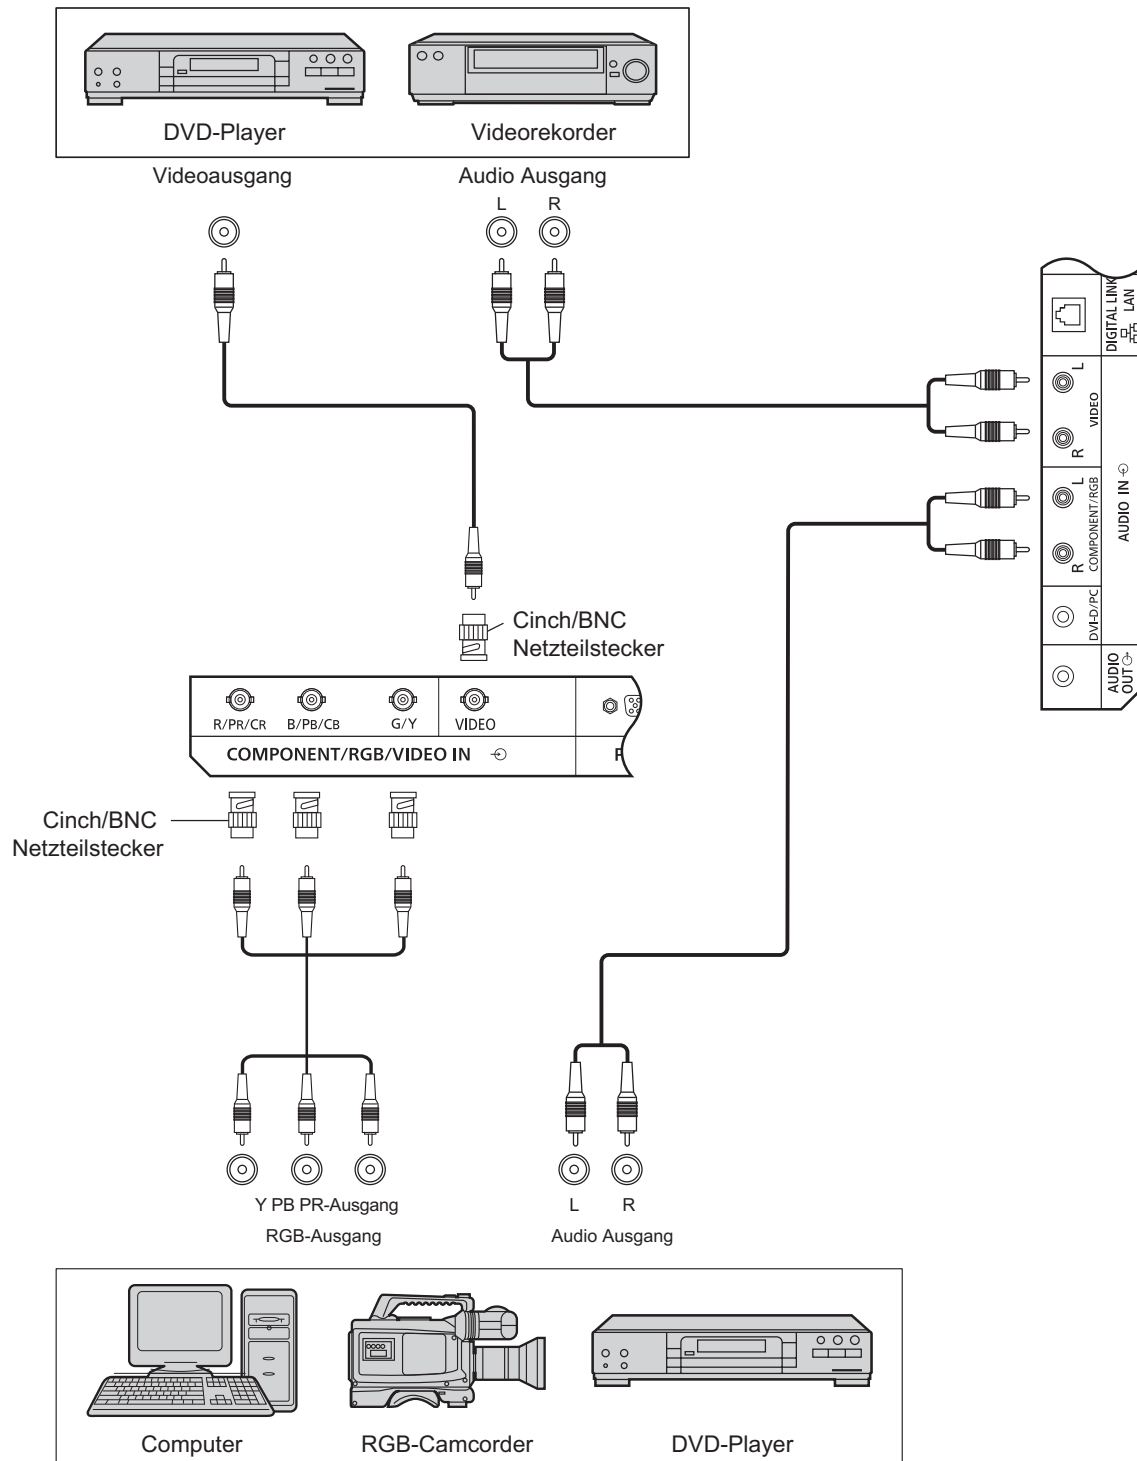 DVD-Player
Videorekorder
Videoausgang
Audio Ausgang
L
R
DIGITAL LINK
LAN
L
VIDEO
R
L
COMPONENT/RGB
R
AUDIO IN
DVI-D/PC
AUDIO
OUT
Cinch/BNC
Netzteilstecker
R/PR/CR
B/PB/CB
G/Y
VIDEO
COMPONENT/RGB/VIDEO IN
P
Cinch/BNC
Netzteilstecker
Y PB PR-Ausgang
RGB-Ausgang
L
R
Audio Ausgang
Computer
RGB-Camcorder
DVD-Player